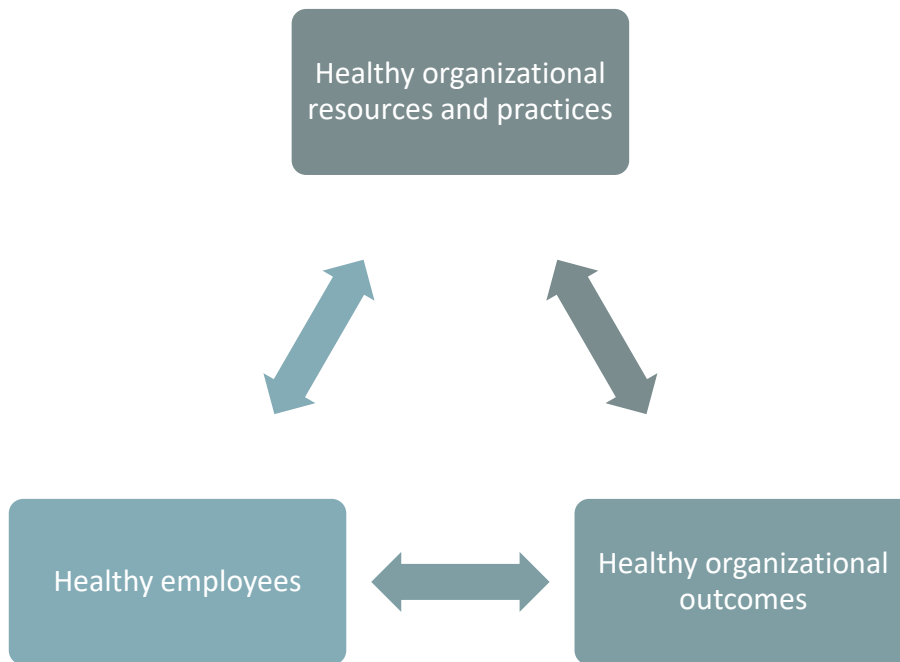 Healthy organizational
resources and practices
Healthy employees
Healthy organizational
outcomes